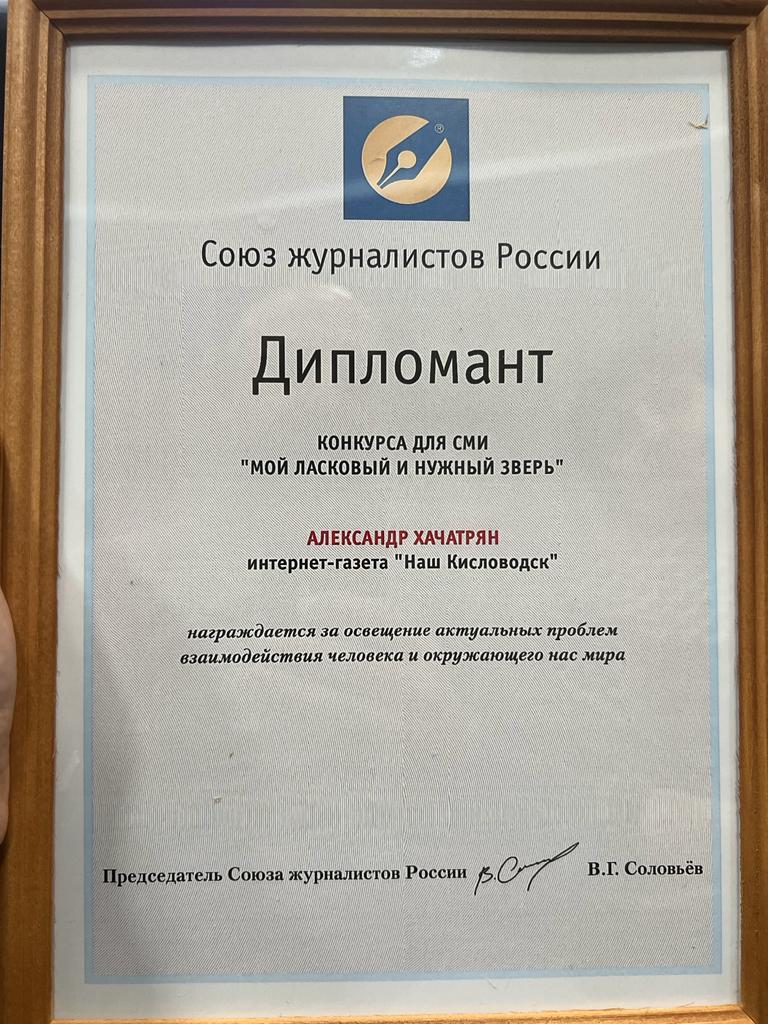 ®
Союз журналистов России
Дипломант
КОНКУРСА ДЛЯ СМИ
"МОЙ ЛАСКОВЫЙ И НУЖНЫЙ ЗВЕРЬ"
АЛЕКСАНДР ХАЧАТРЯН
интернет-газета "Наш Кисловодск"
награждается за освещение актуальных проблем
взаимодействия человека и окружающего нас мира
Председатель Союза журналистов России В.Г. Соловьёв